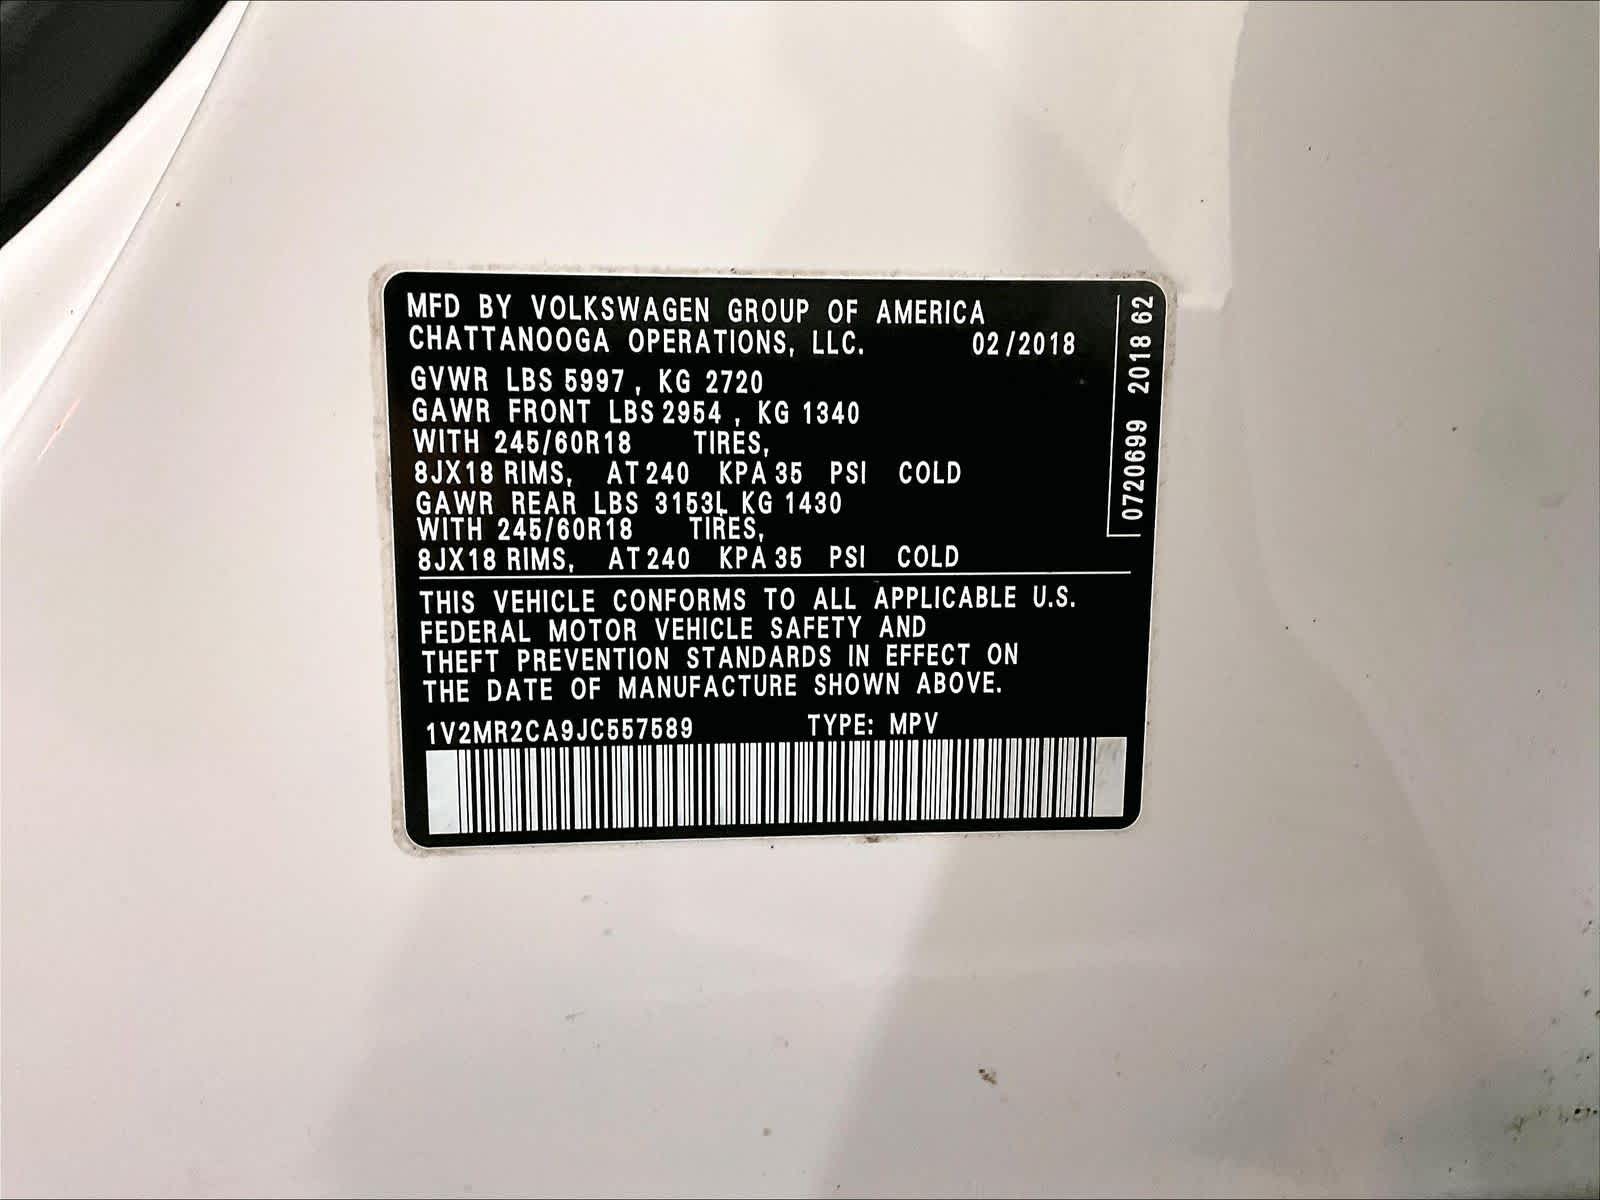 MFD BY VOLKSWAGEN GROUP OF AMERICA
CHATTANOOGA OPERATIONS, LLC. 02/2018
GVWR LBS 5997, KG 2720
GAWR FRONT LBS 2954, KG 1340
WITH 245/60R18 TIRES,
8JX18 RIMS, AT 240 KPA 35 PSI COLD
GAWR REAR LBS 3153L KG 1430
WITH 245/60R18 TIRES,
8JX18 RIMS, AT 240 KPA 35 PSI COLD
THIS VEHICLE CONFORMS TO ALL APPLICABLE U.S.
FEDERAL MOTOR VEHICLE SAFETY AND
THEFT PREVENTION STANDARDS IN EFFECT ON
THE DATE OF MANUFACTURE SHOWN ABOVE.
1V2MR2CA9JC557589 TYPE: MPV
0720699 2018 62